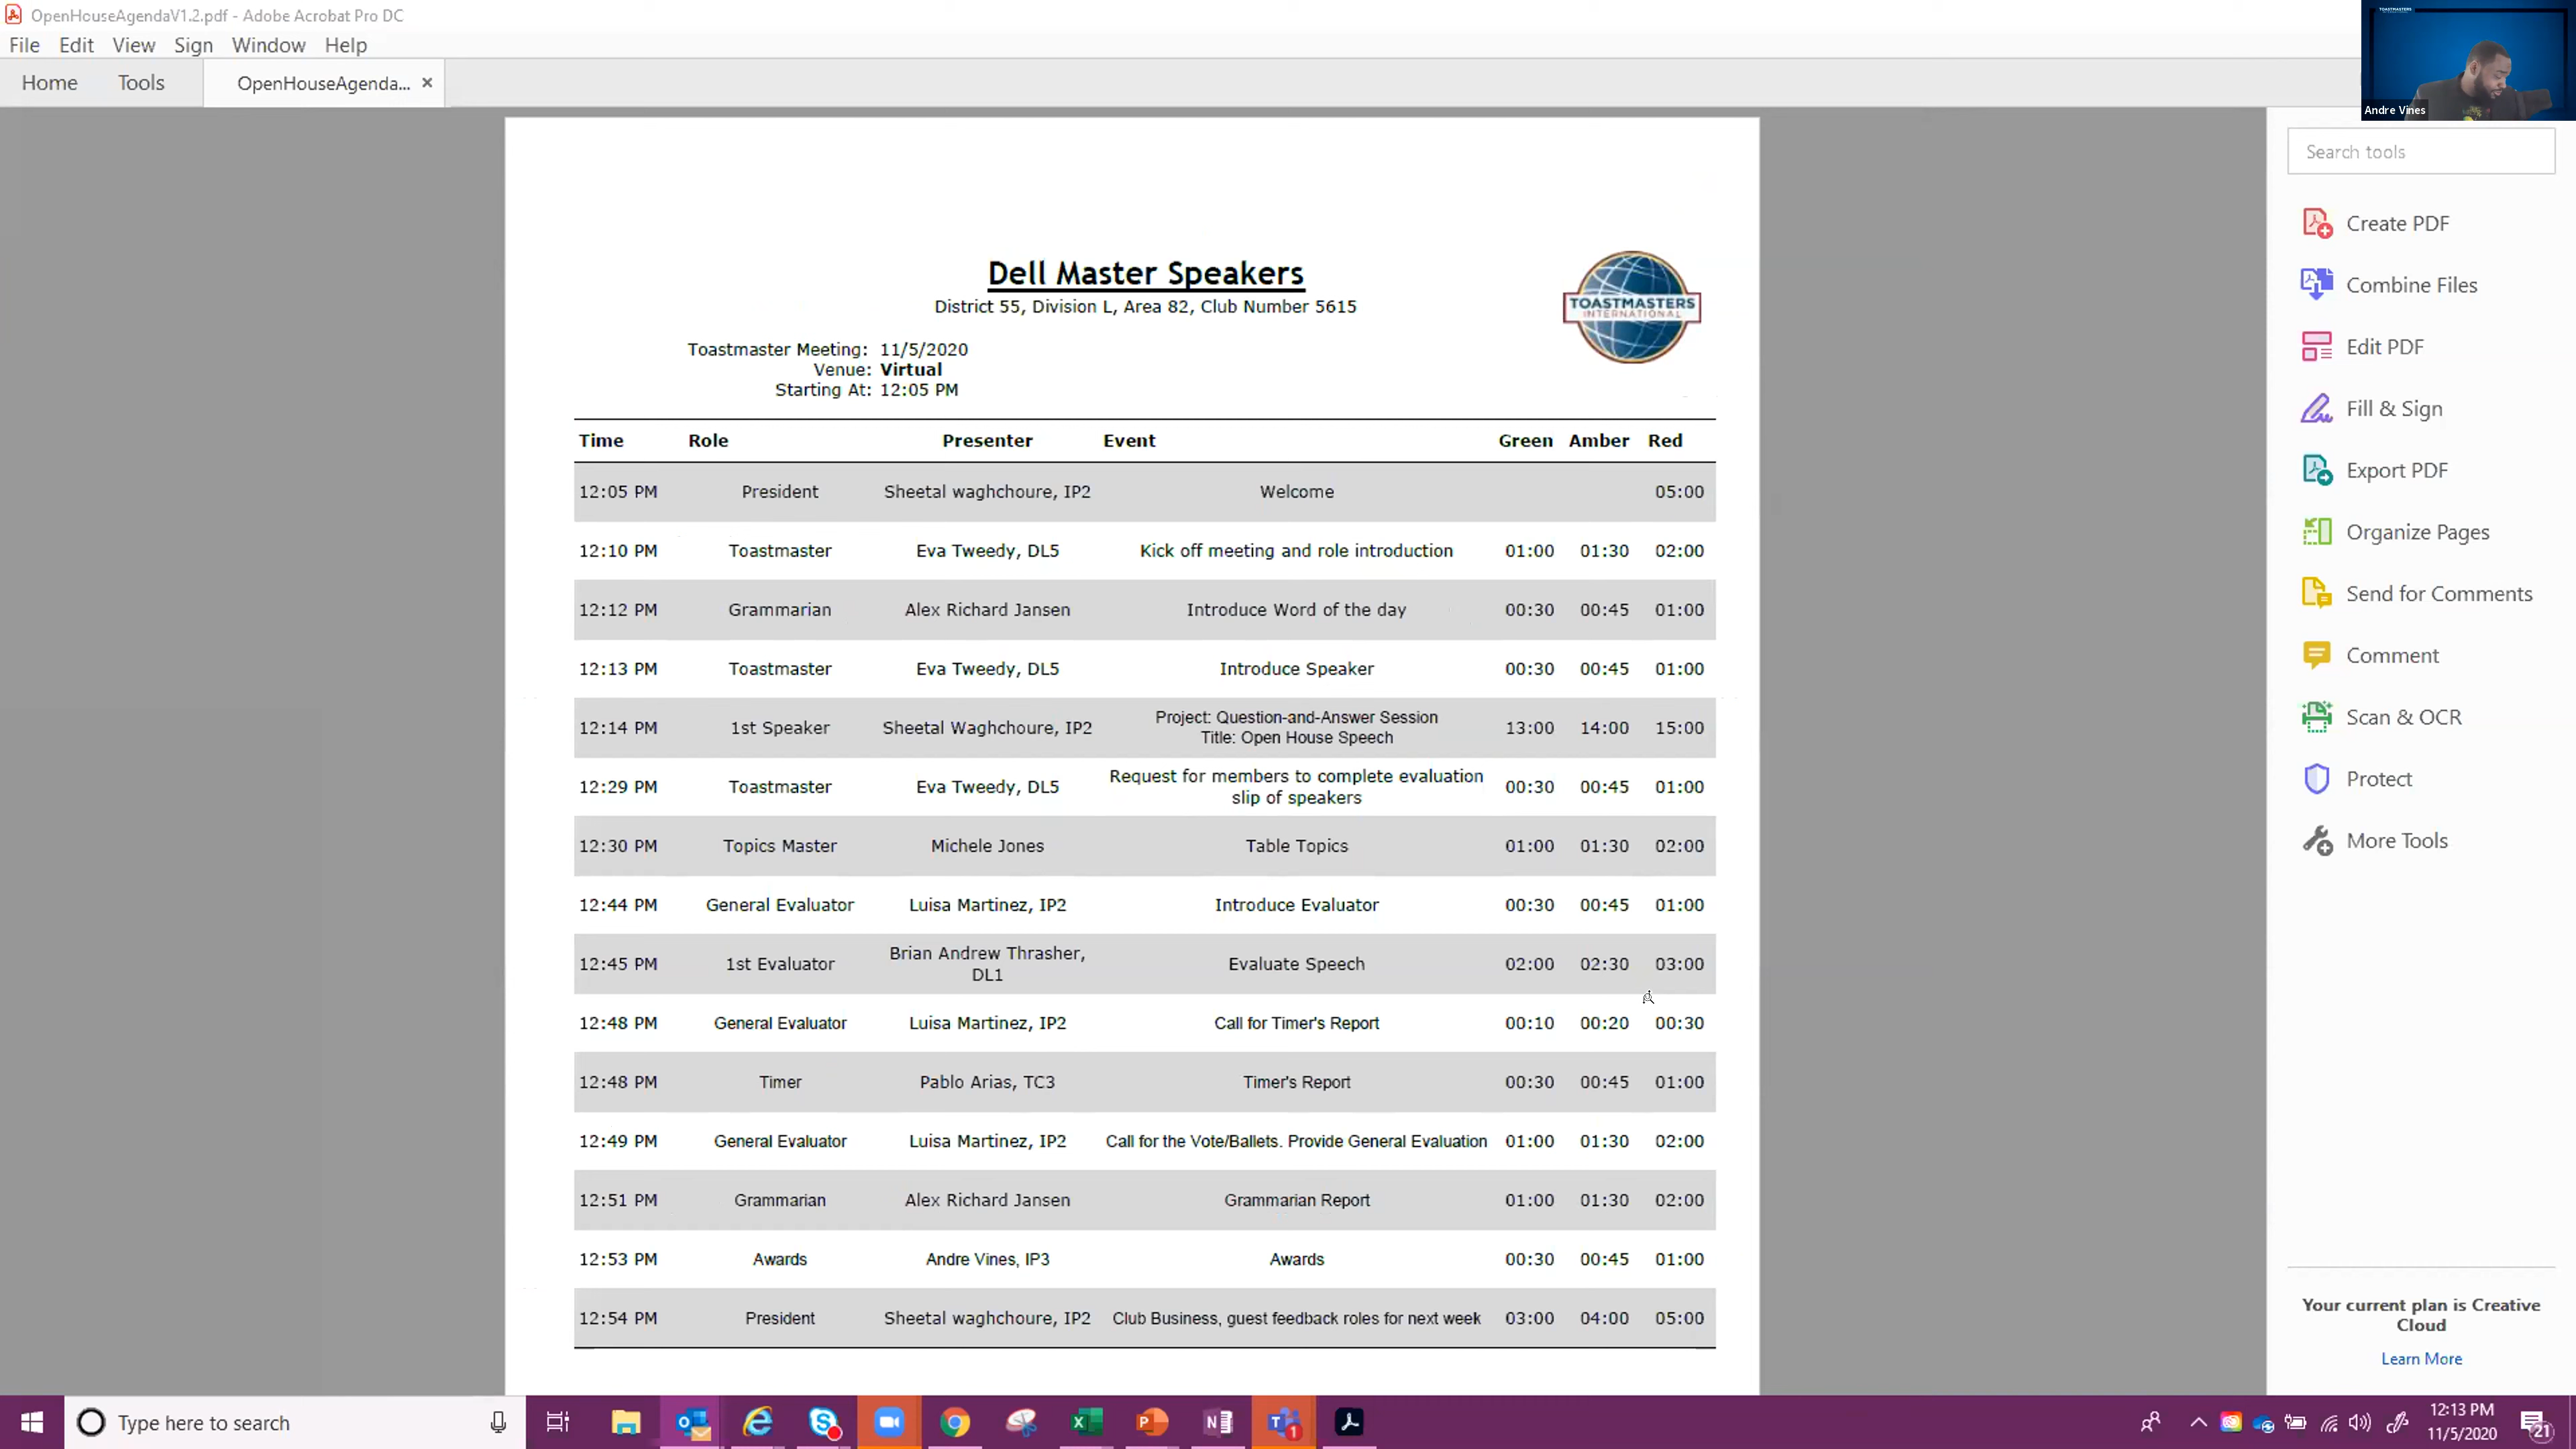 OpenHouseAgendaV1.2.pdf - Adobe Acrobat Pro DC
File Edit View Sign Window Help
Home Tools OpenHouseAgenda... ×
TOASTMASTERS
Andre Vines
Search tools
Create PDF
Combine Files
Edit PDF
Fill & Sign
Export PDF
Organize Pages
Send for Comments
Comment
Scan & OCR
Protect
More Tools
Your current plan is Creative
Cloud
Learn More
Dell Master Speakers
District 55, Division L, Area 82, Club Number 5615
TOASTMASTERS
INTERNATIONAL
Toastmaster Meeting: 11/5/2020
Venue: Virtual
Starting At: 12:05 PM
Time Role Presenter Event Green Amber Red
12:05 PM President Sheetal waghchoure, IP2 Welcome 05:00
12:10 PM Toastmaster Eva Tweedy, DL5 Kick off meeting and role introduction 01:00 01:30 02:00
12:12 PM Grammarian Alex Richard Jansen Introduce Word of the day 00:30 00:45 01:00
12:13 PM Toastmaster Eva Tweedy, DL5 Introduce Speaker 00:30 00:45 01:00
12:14 PM 1st Speaker Sheetal Waghchoure, IP2 Project: Question-and-Answer Session
Title: Open House Speech 13:00 14:00 15:00
12:29 PM Toastmaster Eva Tweedy, DL5 Request for members to complete evaluation
slip of speakers 00:30 00:45 01:00
12:30 PM Topics Master Michele Jones Table Topics 01:00 01:30 02:00
12:44 PM General Evaluator Luisa Martinez, IP2 Introduce Evaluator 00:30 00:45 01:00
12:45 PM 1st Evaluator Brian Andrew Thrasher,
DL1 Evaluate Speech 02:00 02:30 03:00
12:48 PM General Evaluator Luisa Martinez, IP2 Call for Timer's Report 00:10 00:20 00:30
12:48 PM Timer Pablo Arias, TC3 Timer's Report 00:30 00:45 01:00
12:49 PM General Evaluator Luisa Martinez, IP2 Call for the Vote/Ballets. Provide General Evaluation 01:00 01:30 02:00
12:51 PM Grammarian Alex Richard Jansen Grammarian Report 01:00 01:30 02:00
12:53 PM Awards Andre Vines, IP3 Awards 00:30 00:45 01:00
12:54 PM President Sheetal waghchoure, IP2 Club Business, guest feedback roles for next week 03:00 04:00 05:00
Type here to search
12:13 PM
11/5/2020
21